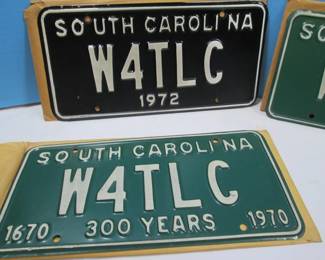 SOUTH CAROLINA
W4TLC
1972
SOUTH CAROLINA
W4TLC
1670 300 YEARS 1970